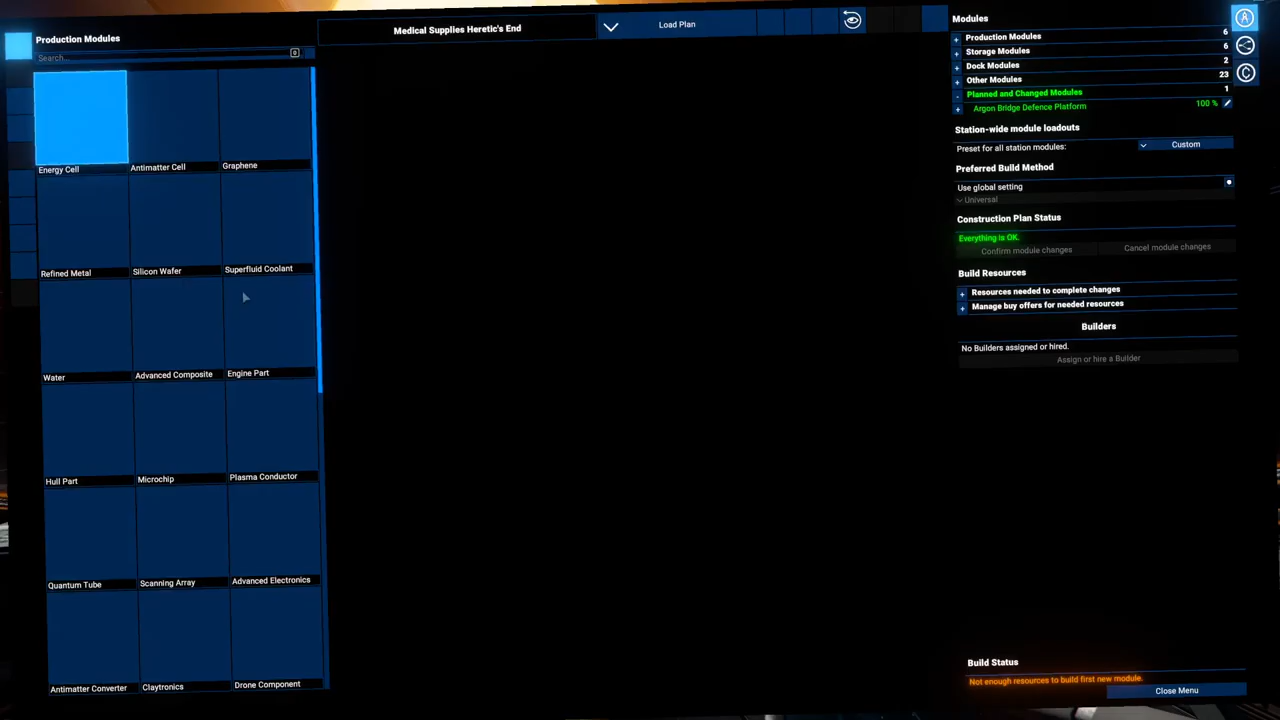 Production Modules
Search...
Energy Cell
Antimatter Cell
Graphene
Refined Metal
Silicon Wafer
Superfluid Coolant
Water
Advanced Composite
Engine Part
Hull Part
Microchip
Plasma Conductor
Quantum Tube
Scanning Array
Advanced Electronics
Antimatter Converter
Claytronics
Drone Component
Medical Supplies Heretic's End
Load Plan
Modules
Production Modules 6
Storage Modules 6
Dock Modules 2
Other Modules 23
Planned and Changed Modules 1
Argon Bridge Defence Platform 100 %
Station-wide module loadouts
Preset for all station modules: Custom
Preferred Build Method
Use global setting
Universal
Construction Plan Status
Everything is OK.
Confirm module changes Cancel module changes
Build Resources
Resources needed to complete changes
Manage buy offers for needed resources
Builders
No Builders assigned or hired.
Assign or hire a Builder
Build Status
Not enough resources to build first new module.
Close Menu